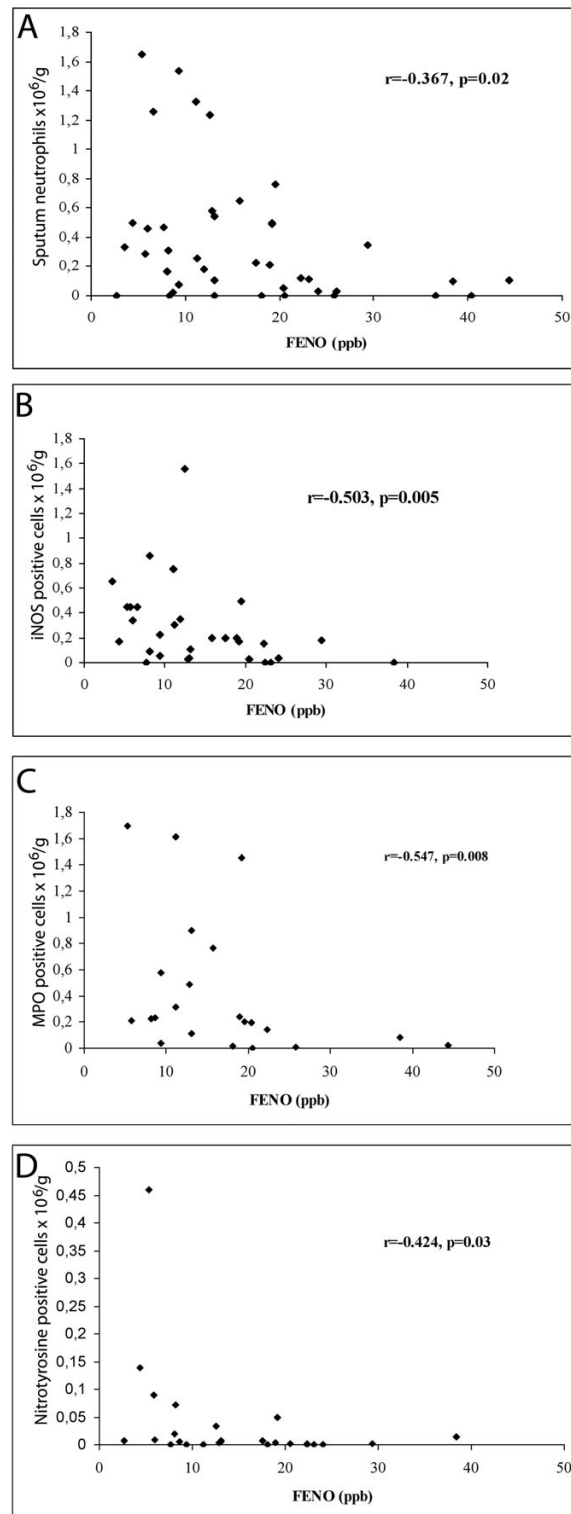 A
Sputum neutrophils x10⁶/g
1,8
1,6
1,4
1,2
1
0,8
0,6
0,4
0,2
0
r=-0.367, p=0.02
0 10 20 30 40 50
FENO (ppb)
B
iNOS positive cells x 10⁶/g
1,8
1,6
1,4
1,2
1
0,8
0,6
0,4
0,2
0
r=-0.503, p=0.005
0 10 20 30 40 50
FENO (ppb)
C
MPO positive cells x 10⁶/g
1,8
1,6
1,4
1,2
1
0,8
0,6
0,4
0,2
0
r=-0.547, p=0.008
0 10 20 30 40 50
FENO (ppb)
D
Nitrotyrosine positive cells x 10⁶/g
0,5
0,45
0,4
0,35
0,3
0,25
0,2
0,15
0,1
0,05
0
r=-0.424, p=0.03
0 10 20 30 40 50
FENO (ppb)